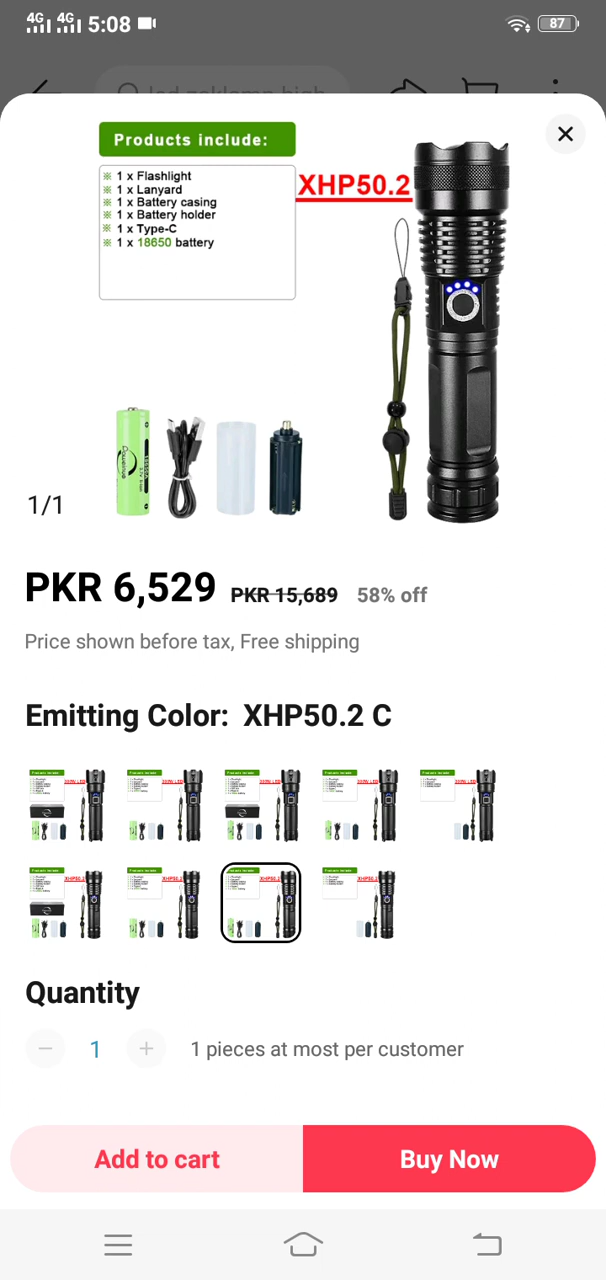 4G 4G 5:08 87
Products include:
※ 1 x Flashlight
※ 1 x Lanyard
※ 1 x Battery casing
※ 1 x Battery holder
※ 1 x Type-C
※ 1 x 18650 battery
XHP50.2
1/1
PKR 6,529 PKR 15,689 58% off
Price shown before tax, Free shipping
Emitting Color: XHP50.2 C
Quantity
− 1 + 1 pieces at most per customer
Add to cart Buy Now